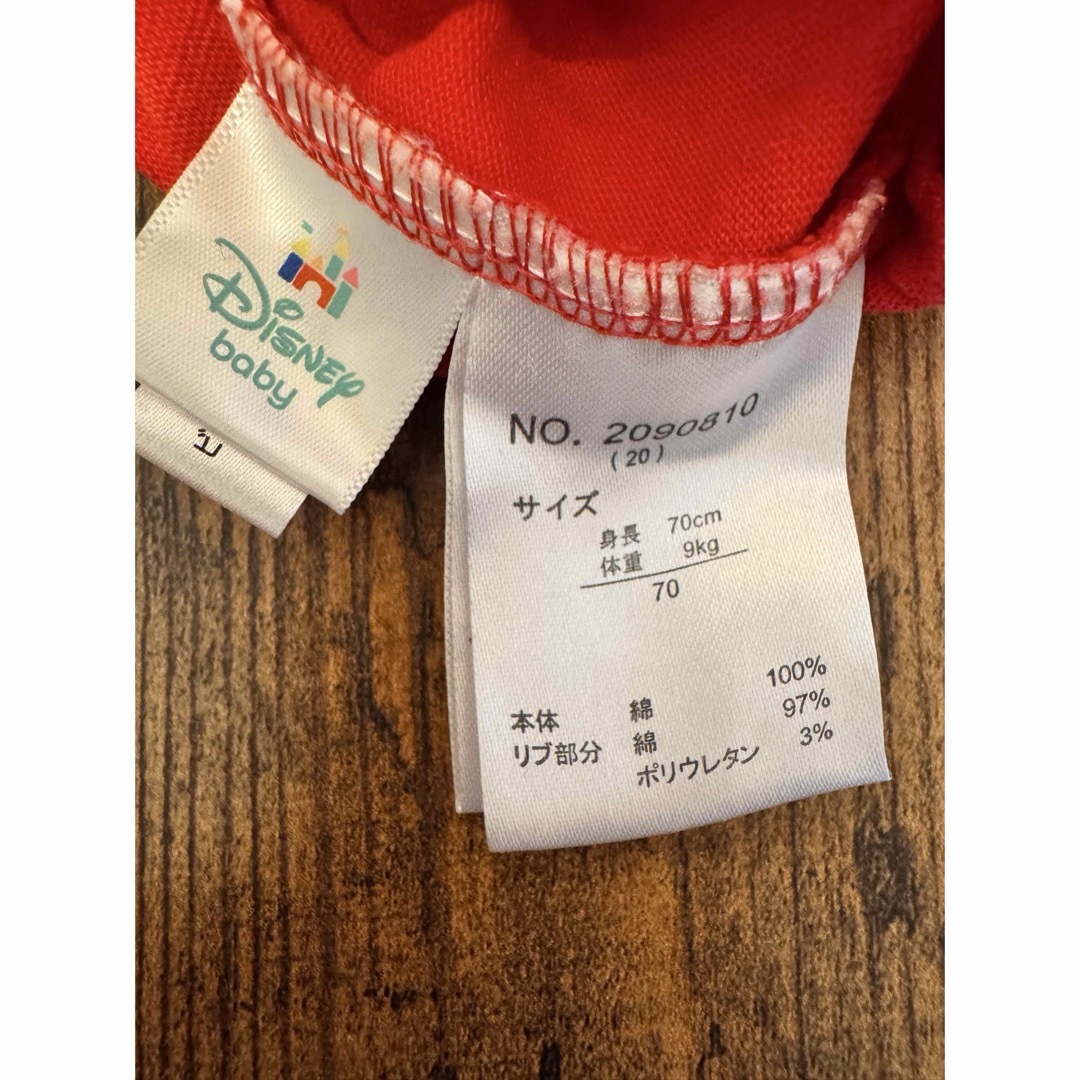 Disney
baby
NO. 2090810
(20)
サイズ
身長 70cm
体重 9kg
70
本体 綿 100%
リブ部分 綿 97%
ポリウレタン 3%